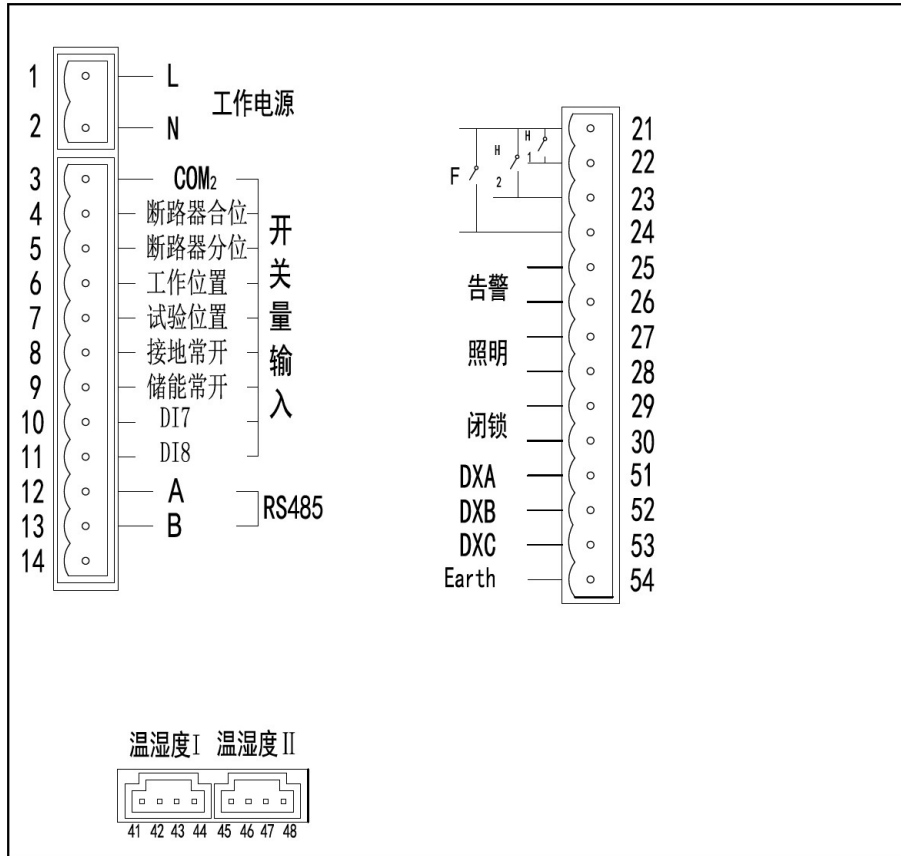 1 L
工作电源
2 N
3 COM₂
4 断路器合位
5 断路器分位
6 工作位置
7 试验位置
8 接地常开
9 储能常开
10 DI7
11 DI8
开关量输入
12 A
13 B
RS485
14
21
H 1 22
H 2 23
F
24
25
告警
26
27
照明
28
29
闭锁
30
DXA 51
DXB 52
DXC 53
Earth 54
温湿度Ⅰ 温湿度Ⅱ
41 42 43 44 45 46 47 48